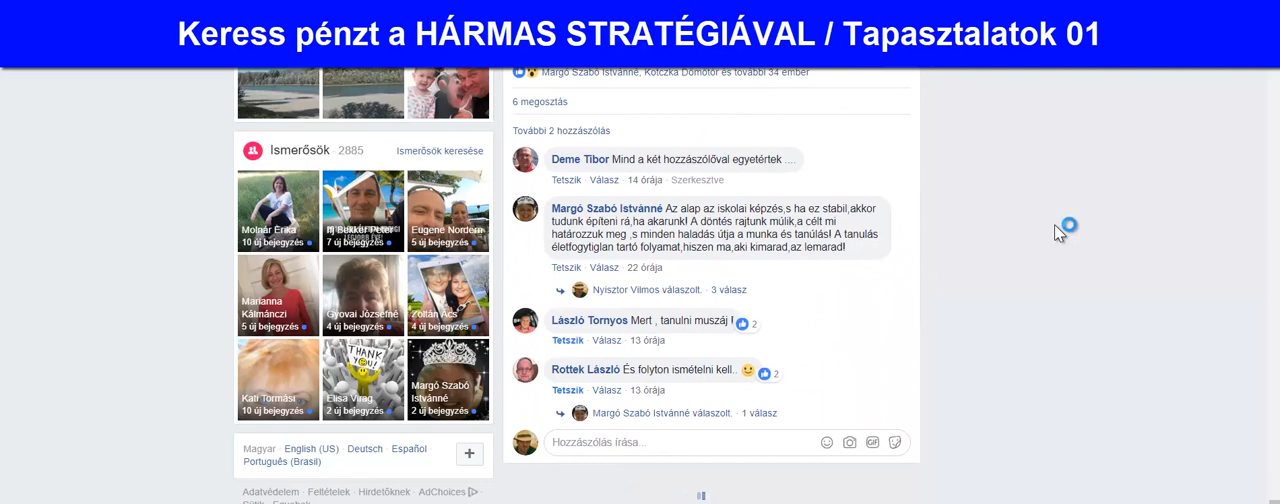 Keress pénzt a HÁRMAS STRATÉGIÁVAL / Tapasztalatok 01
Margó Szabó Istvánné, Kotczka Dömötör és további 34 ember
6 megosztás
További 2 hozzászólás
Ismerősök · 2885
Ismerősök keresése
Molnár Erika
10 új bejegyzés
Bekker Péter
7 új bejegyzés
Eugene Nordern
5 új bejegyzés
Marianna
Kálmánczi
5 új bejegyzés
Gyovai Józsefné
4 új bejegyzés
Zoltán Ács
4 új bejegyzés
Kati Tormási
10 új bejegyzés
THANK
YOU!
Elisa Virag
2 új bejegyzés
Margó Szabó
Istvánné
2 új bejegyzés
Magyar · English (US) · Deutsch · Español
Português (Brasil)
Adatvédelem · Feltételek · Hirdetőknek · AdChoices ·
Deme Tibor Mind a két hozzászólóval egyetértek ....
Tetszik · Válasz · 14 órája · Szerkesztve
Margó Szabó Istvánné Az alap az iskolai képzés,s ha ez stabil,akkor
tudunk építeni rá,ha akarunk! A döntés rajtunk múlik,a célt mi
határozzuk meg ,s minden haladás útja a munka és tanúlás! A tanulás
életfogytiglan tartó folyamat,hiszen ma,aki kimarad,az lemarad!
Tetszik · Válasz · 22 órája
Nyisztor Vilmos válaszolt. · 3 válasz
László Tornyos Mert , tanulni muszáj !
2
Tetszik · Válasz · 13 órája
Rottek László És folyton ismételni kell..
2
Tetszik · Válasz · 13 órája
Margó Szabó Istvánné válaszolt. · 1 válasz
Hozzászólás írása...
GIF